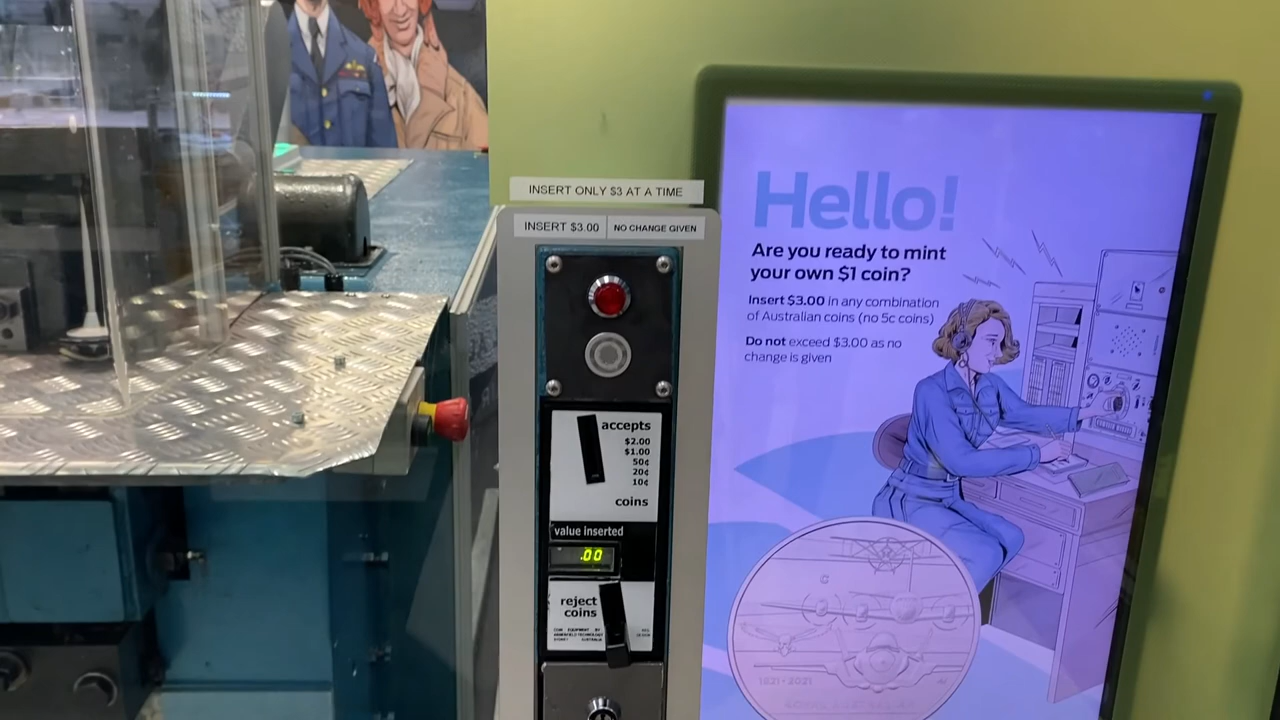 INSERT ONLY $3 AT A TIME
INSERT $3.00
NO CHANGE GIVEN
accepts
$2.00
$1.00
50¢
20¢
10¢
coins
value inserted
.00
reject
coins
Hello!
Are you ready to mint
your own $1 coin?
Insert $3.00 in any combination
of Australian coins (no 5c coins)
Do not exceed $3.00 as no
change is given
C
1921-2021